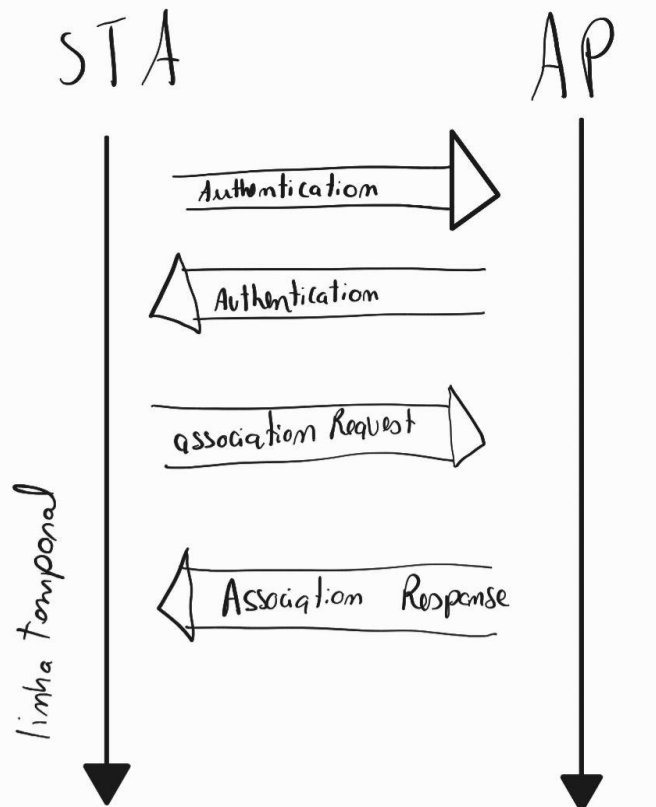 STA
AP
Authentication
Authentication
association Request
Association Response
linha temporal